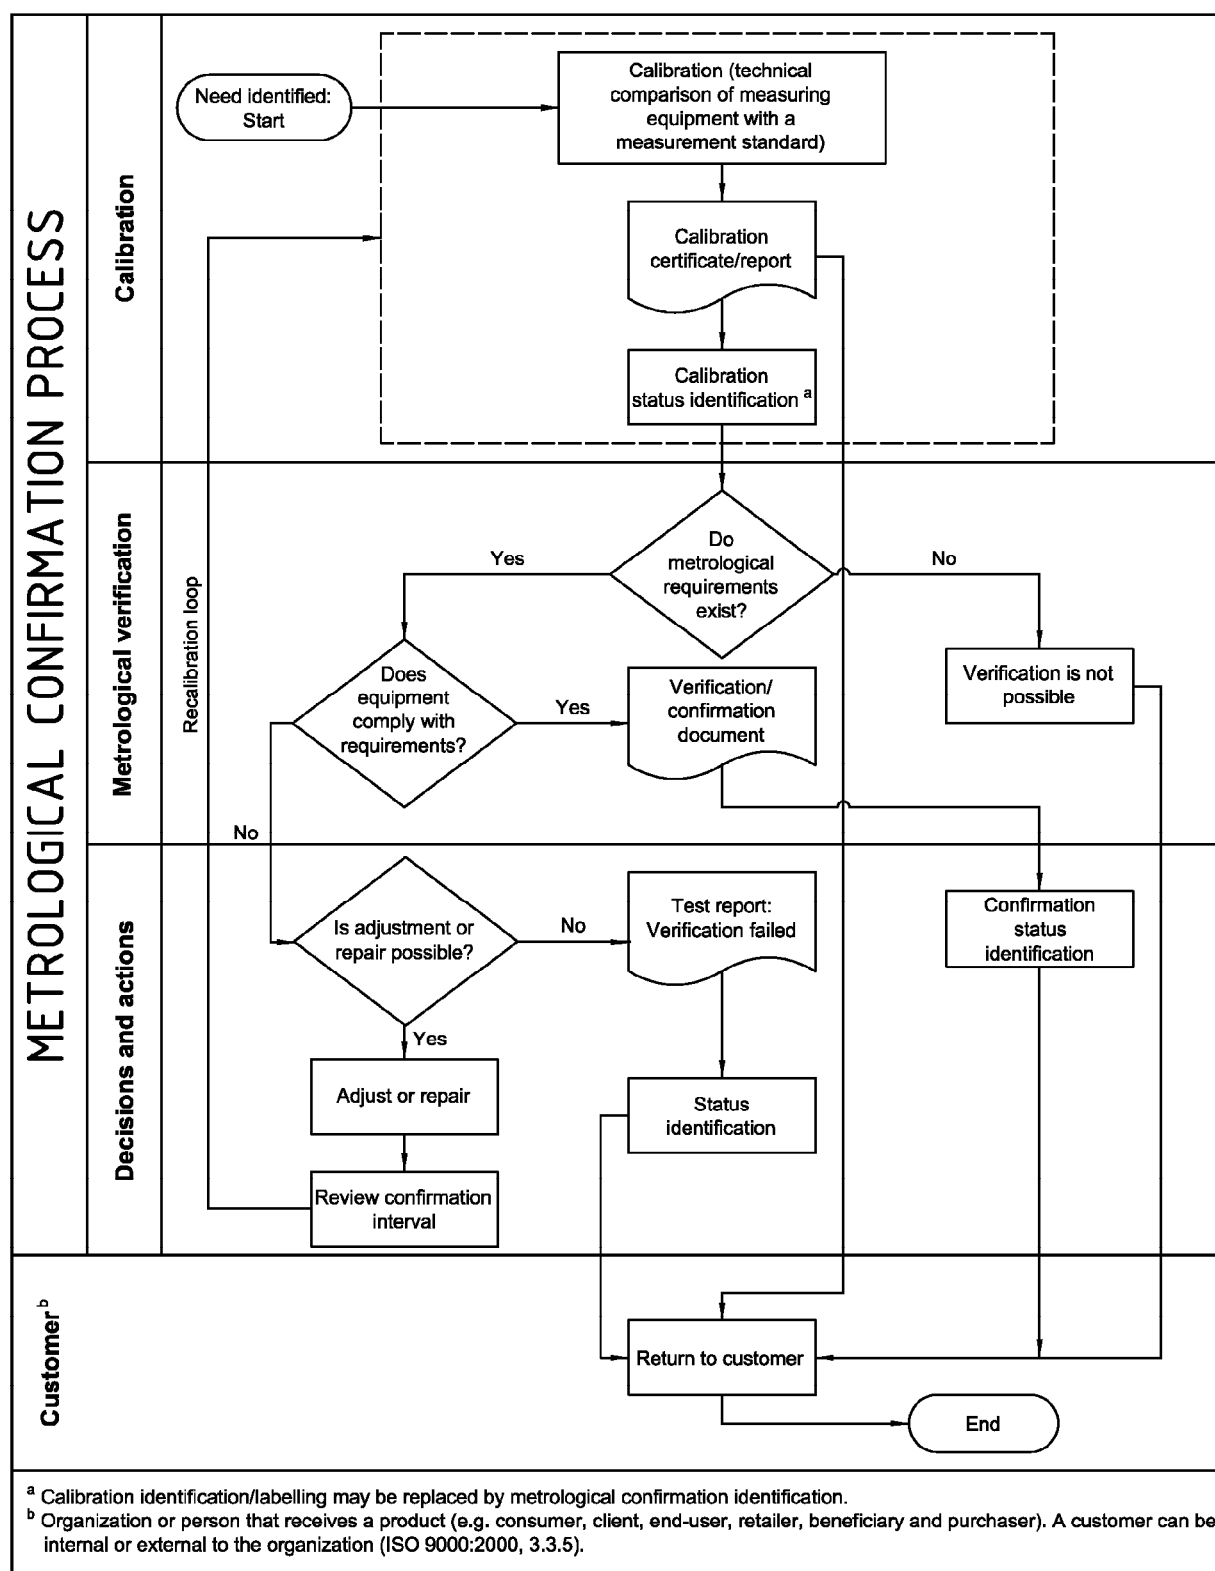 METROLOGICAL CONFIRMATION PROCESS
Calibration
Need identified:
Start
Calibration (technical
comparison of measuring
equipment with a
measurement standard)
Calibration
certificate/report
Calibration
status identification a
Metrological verification
Recalibration loop
Do
metrological
requirements
exist?
Yes
No
Does
equipment
comply with
requirements?
Yes
Verification/
confirmation
document
Verification is not
possible
No
Decisions and actions
Is adjustment or
repair possible?
No
Test report:
Verification failed
Confirmation
status
identification
Yes
Adjust or repair
Status
identification
Review confirmation
interval
Customer b
Return to customer
End
a Calibration identification/labelling may be replaced by metrological confirmation identification.
b Organization or person that receives a product (e.g. consumer, client, end-user, retailer, beneficiary and purchaser). A customer can be
internal or external to the organization (ISO 9000:2000, 3.3.5).